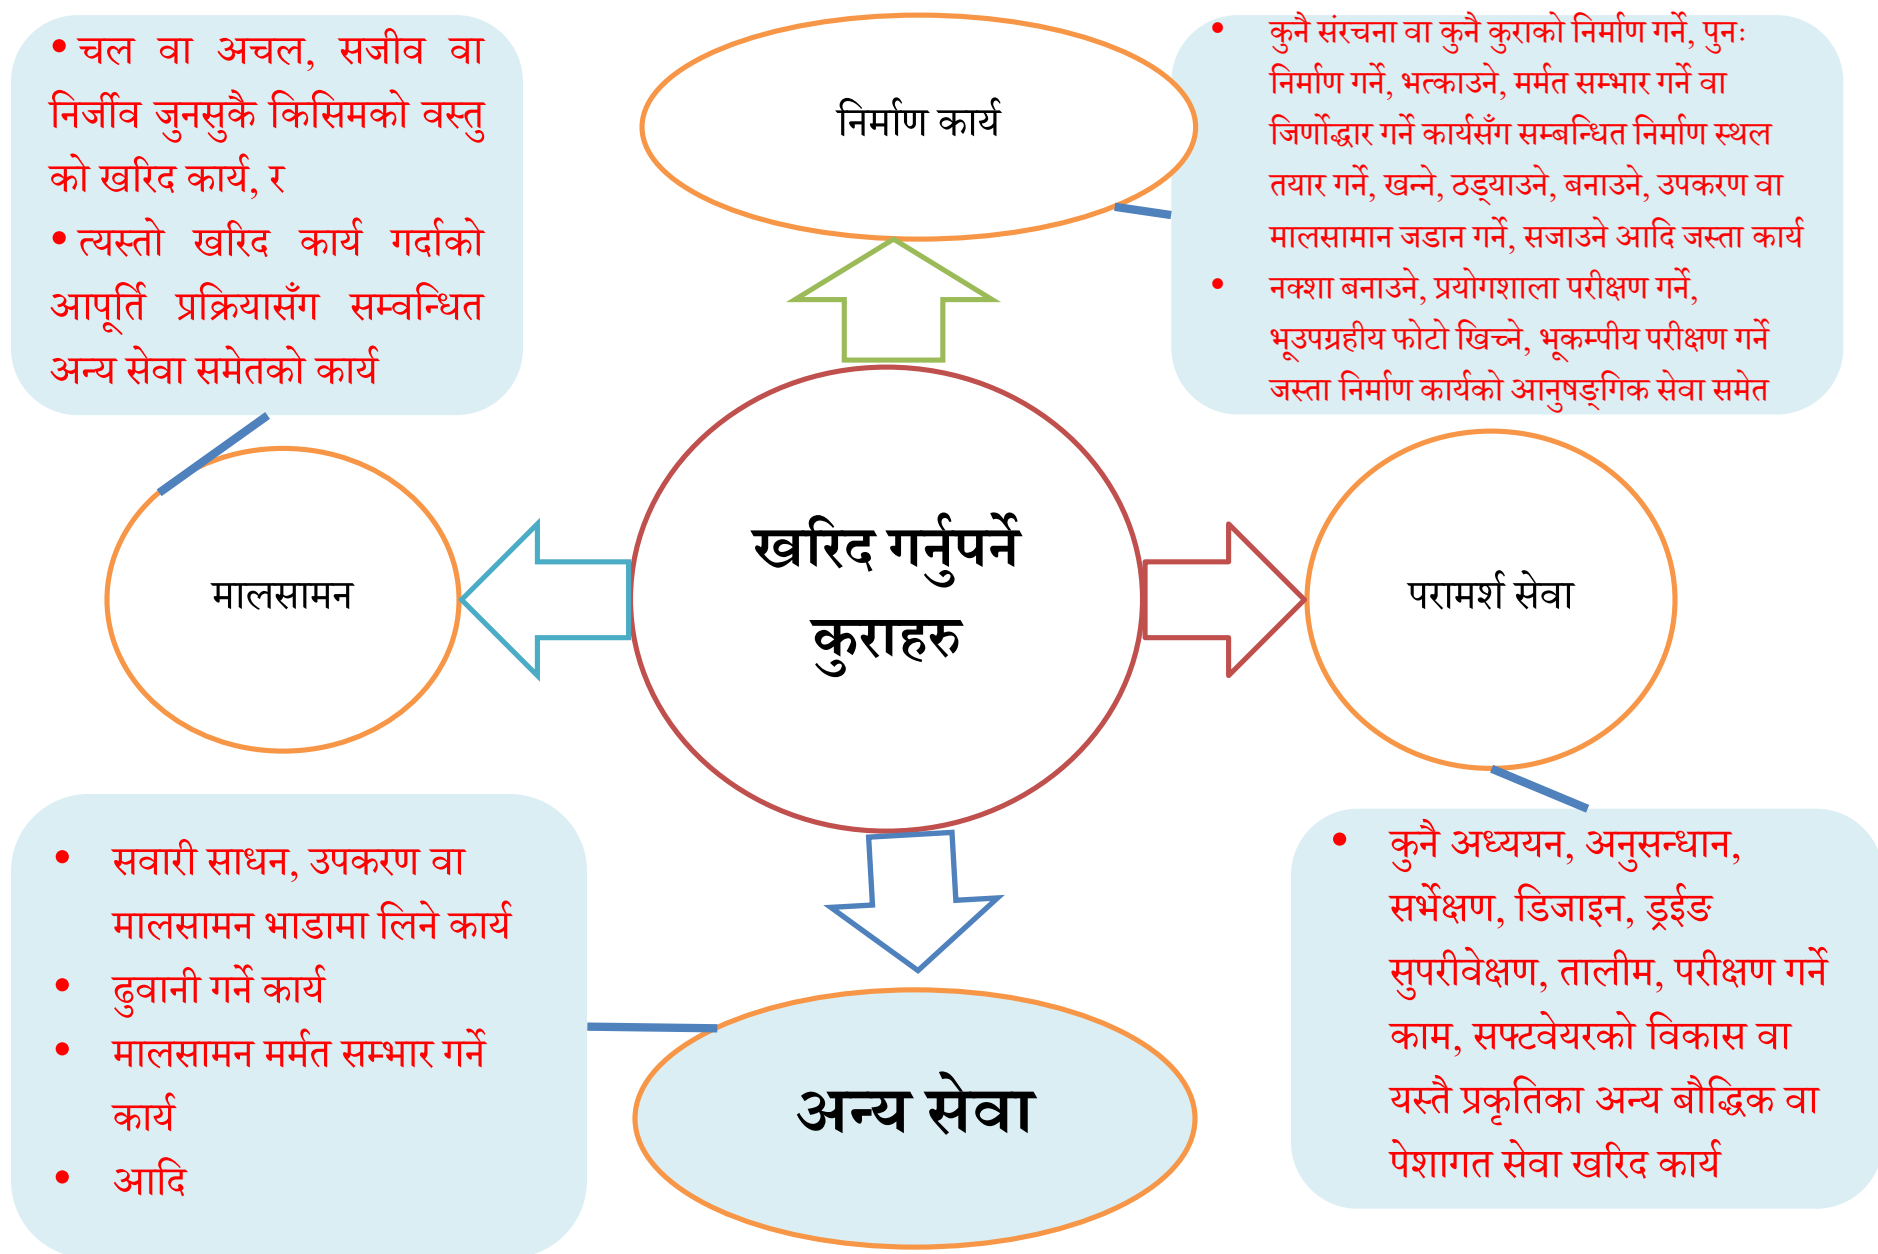 • चल वा अचल, सजीव वा
निर्जीव जुनसुकै किसिमको वस्तु
को खरिद कार्य, र
• त्यस्तो खरिद कार्य गर्दाको
आपूर्ति प्रक्रियासँग सम्वन्धित
अन्य सेवा समेतको कार्य
निर्माण कार्य
• कुनै संरचना वा कुनै कुराको निर्माण गर्ने, पुनः
निर्माण गर्ने, भत्काउने, मर्मत सम्भार गर्ने वा
जिर्णोद्धार गर्ने कार्यसँग सम्बन्धित निर्माण स्थल
तयार गर्ने, खन्ने, ठड्याउने, बनाउने, उपकरण वा
मालसामान जडान गर्ने, सजाउने आदि जस्ता कार्य
• नक्शा बनाउने, प्रयोगशाला परीक्षण गर्ने,
भूउपग्रहीय फोटो खिच्ने, भूकम्पीय परीक्षण गर्ने
जस्ता निर्माण कार्यको आनुषङ्गिक सेवा समेत
मालसामन
खरिद गर्नुपर्ने
कुराहरु
परामर्श सेवा
• सवारी साधन, उपकरण वा
मालसामन भाडामा लिने कार्य
• ढुवानी गर्ने कार्य
• मालसामन मर्मत सम्भार गर्ने
कार्य
• आदि
अन्य सेवा
• कुनै अध्ययन, अनुसन्धान,
सर्भेक्षण, डिजाइन, ड्रईङ
सुपरीवेक्षण, तालीम, परीक्षण गर्ने
काम, सफ्टवेयरको विकास वा
यस्तै प्रकृतिका अन्य बौद्धिक वा
पेशागत सेवा खरिद कार्य